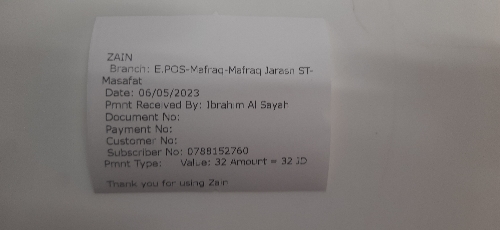 ZAIN
Branch: E.POS-Mafraq-Mafraq Jarash ST-
Masafat
Date: 06/05/2023
Pmnt Received By: Ibrahim Al Sayah
Document No:
Payment No:
Customer No:
Subscriber No: 0788152760
Pmnt Type: Value: 32 Amount = 32 JD
Thank you for using Zain